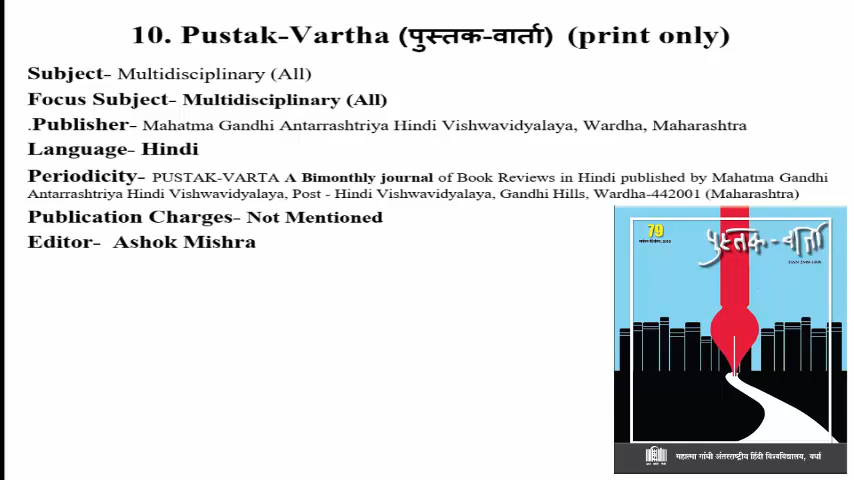 10. Pustak-Vartha (पुस्तक-वार्ता) (print only)
Subject- Multidisciplinary (All)
Focus Subject- Multidisciplinary (All)
.Publisher- Mahatma Gandhi Antarrashtriya Hindi Vishwavidyalaya, Wardha, Maharashtra
Language- Hindi
Periodicity- PUSTAK-VARTA A Bimonthly journal of Book Reviews in Hindi published by Mahatma Gandhi
Antarrashtriya Hindi Vishwavidyalaya, Post - Hindi Vishwavidyalaya, Gandhi Hills, Wardha-442001 (Maharashtra)
Publication Charges- Not Mentioned
Editor- Ashok Mishra
79
पुस्तक-वार्ता
ISSN
महात्मा गांधी अंतरराष्ट्रीय हिंदी विश्वविद्यालय, वर्धा